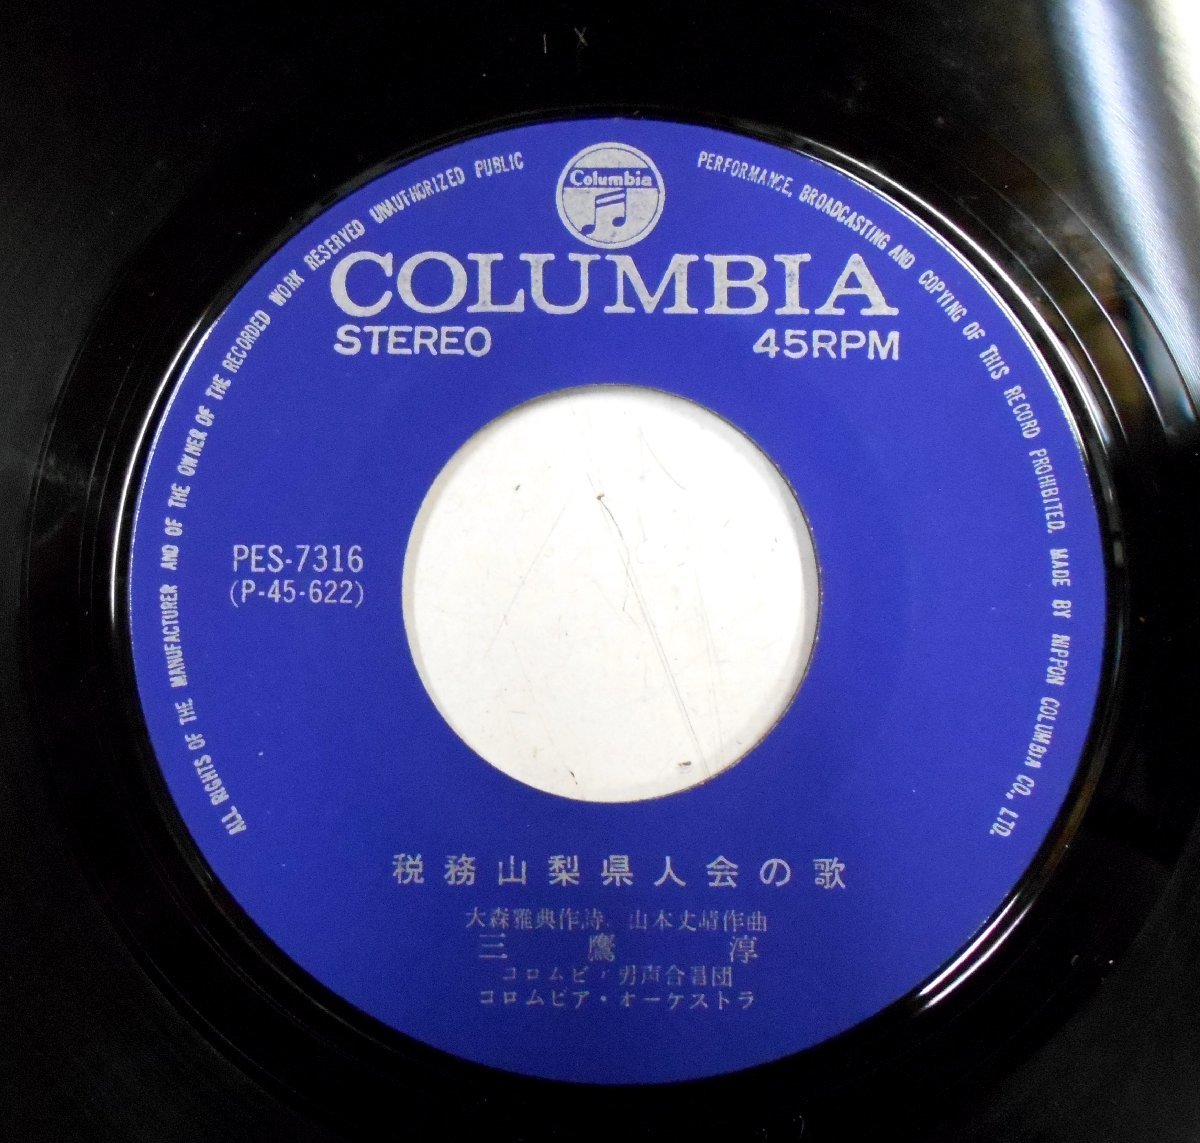 ALL RIGHTS OF THE MANUFACTURER AND OF THE OWNER OF THE RECORDED WORK RESERVED UNAUTHORIZED PUBLIC PERFORMANCE, BROADCASTING AND COPYING OF THIS RECORD PROHIBITED. MADE BY NIPPON COLUMBIA CO., LTD.
Columbia
COLUMBIA
STEREO 45RPM
PES-7316
(P-45-622)
税務山梨県人会の歌
大森雅典作詩 山本丈晴作曲
三鷹淳
コロムビア男声合唱団
コロムビア・オーケストラ